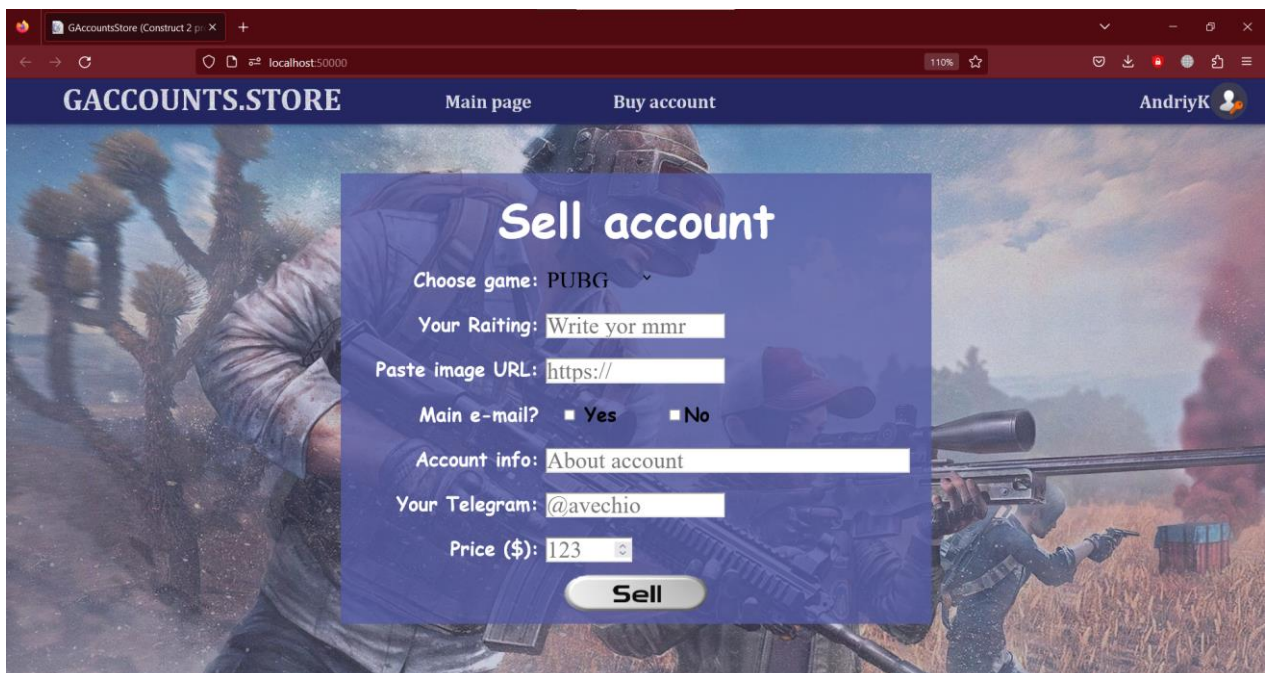 GAccountsStore (Construct 2 pr
localhost:50000
110%
GACCOUNTS.STORE Main page Buy account AndriyK
Sell account
Choose game: PUBG
Your Raiting: Write yor mmr
Paste image URL: https://
Main e-mail? Yes No
Account info: About account
Your Telegram: @avechio
Price ($): 123
Sell